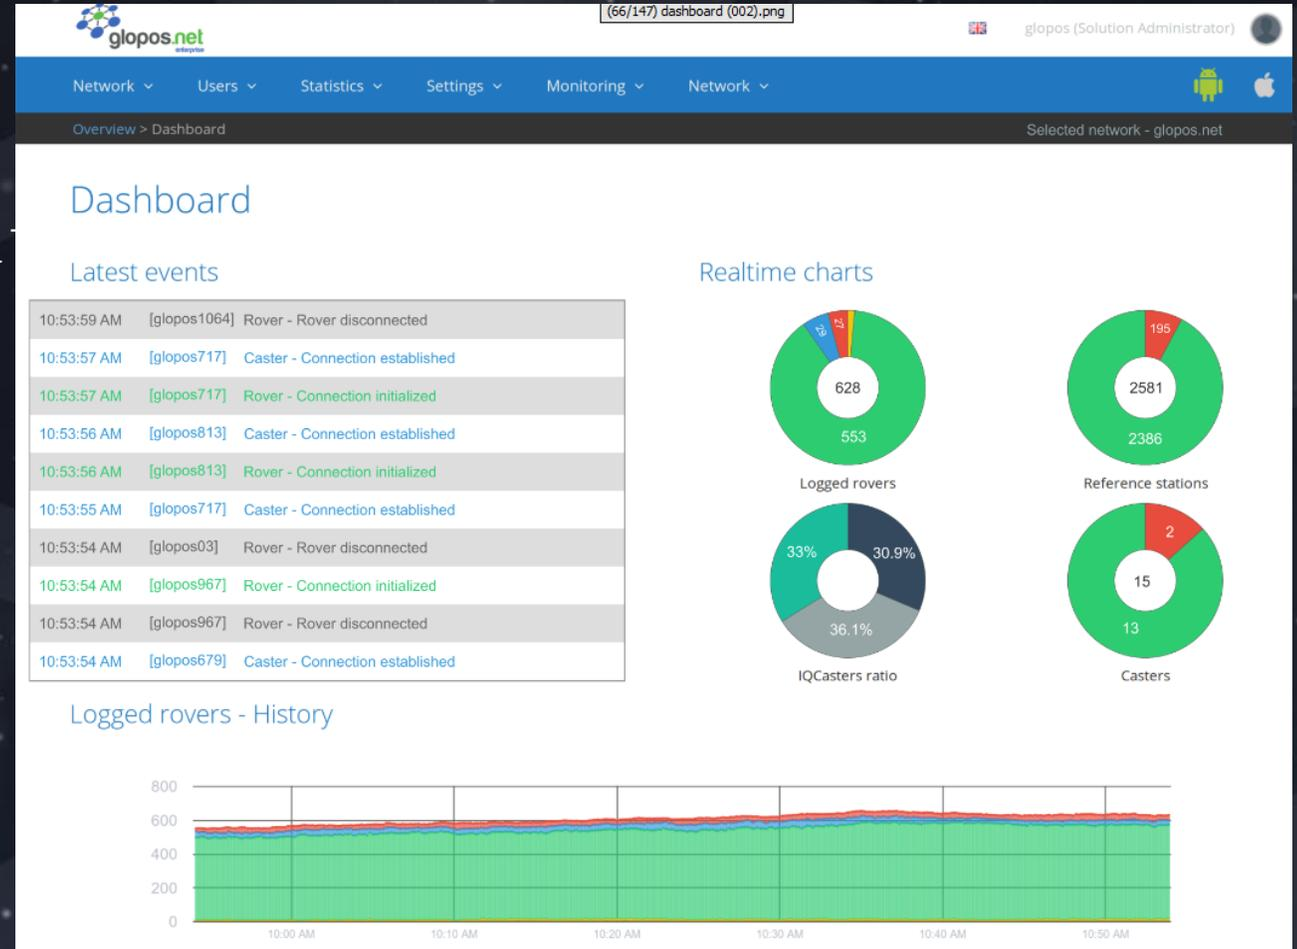 (66/147) dashboard (002).png
glopos.net
enterprise
glopos (Solution Administrator)
Network Users Statistics Settings Monitoring Network
Overview > Dashboard
Selected network - glopos.net
Dashboard
Latest events
10:53:59 AM [glopos1064] Rover - Rover disconnected
10:53:57 AM [glopos717] Caster - Connection established
10:53:57 AM [glopos717] Rover - Connection initialized
10:53:56 AM [glopos813] Caster - Connection established
10:53:56 AM [glopos813] Rover - Connection initialized
10:53:55 AM [glopos717] Caster - Connection established
10:53:54 AM [glopos03] Rover - Rover disconnected
10:53:54 AM [glopos967] Rover - Connection initialized
10:53:54 AM [glopos967] Rover - Rover disconnected
10:53:54 AM [glopos679] Caster - Connection established
Realtime charts
29 27
628
553
Logged rovers
195
2581
2386
Reference stations
33% 30.9%
36.1%
IQCasters ratio
2
15
13
Casters
Logged rovers - History
800
600
400
200
0
10:00 AM 10:10 AM 10:20 AM 10:30 AM 10:40 AM 10:50 AM